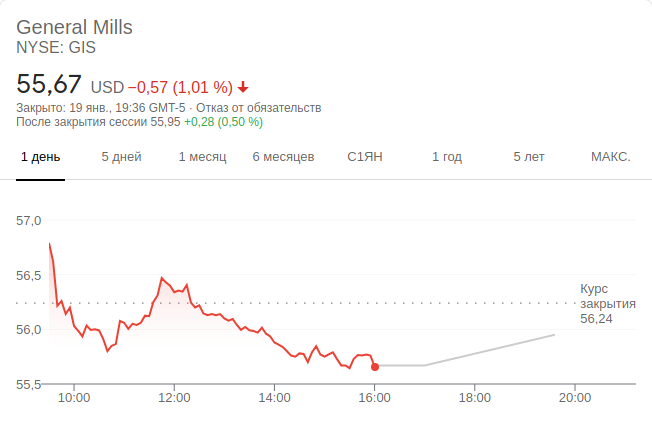 General Mills
NYSE: GIS
55,67 USD −0,57 (1,01 %)
Закрыто: 19 янв., 19:36 GMT-5 · Отказ от обязательств
После закрытия сессии 55,95 +0,28 (0,50 %)
1 день 5 дней 1 месяц 6 месяцев С1ЯН 1 год 5 лет МАКС.
57,0
56,5
Курс
закрытия
56,24
56,0
55,5
10:00 12:00 14:00 16:00 18:00 20:00